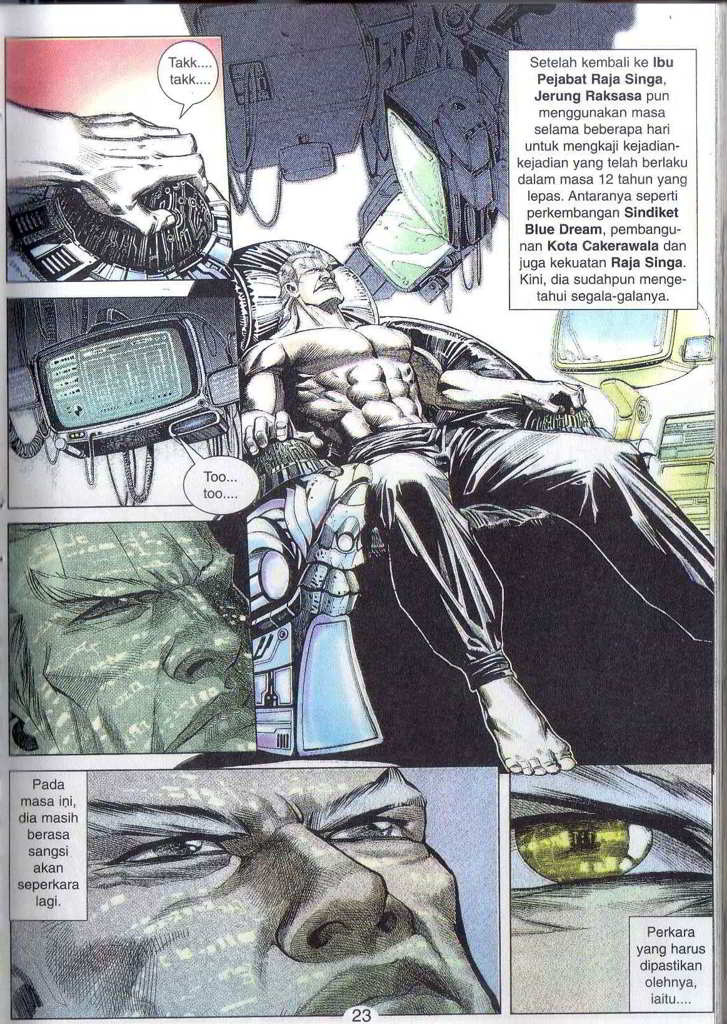 Takk....
takk....
Setelah kembali ke Ibu
Pejabat Raja Singa,
Jerung Raksasa pun
menggunakan masa
selama beberapa hari
untuk mengkaji kejadian-
kejadian yang telah berlaku
dalam masa 12 tahun yang
lepas. Antaranya seperti
perkembangan Sindiket
Blue Dream, pembangu-
nan Kota Cakerawala dan
juga kekuatan Raja Singa.
Kini, dia sudahpun menge-
tahui segala-galanya.
Too...
too....
Pada
masa ini,
dia masih
berasa
sangsi
akan
seperkara
lagi.
Perkara
yang harus
dipastikan
olehnya,
iaitu....
23